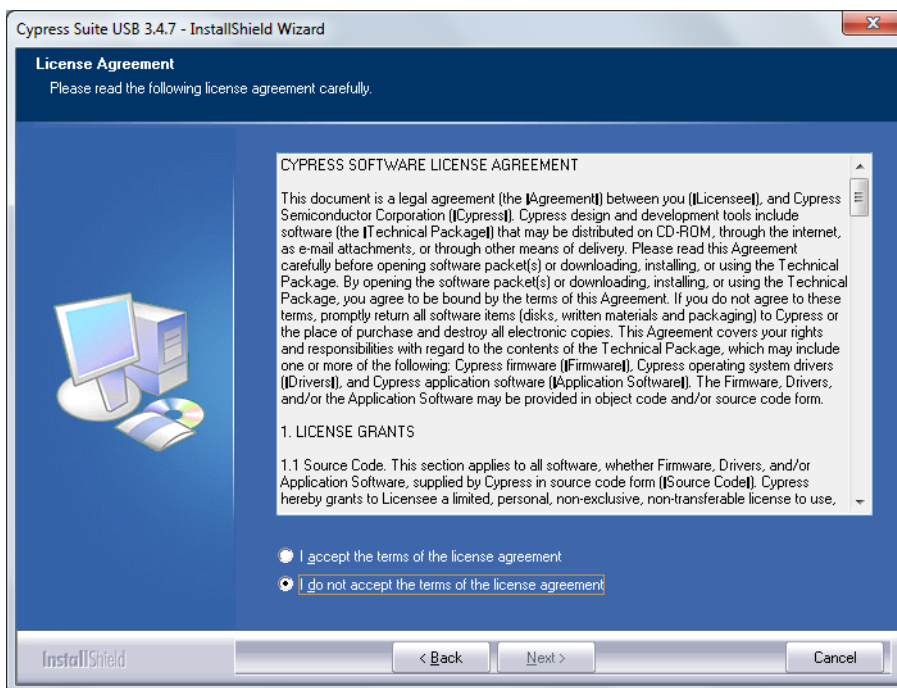 Cypress Suite USB 3.4.7 - InstallShield Wizard
License Agreement
Please read the following license agreement carefully.
CYPRESS SOFTWARE LICENSE AGREEMENT
This document is a legal agreement (the ǀAgreementǀ) between you (ǀLicenseeǀ), and Cypress
Semiconductor Corporation (ǀCypressǀ). Cypress design and development tools include
software (the ǀTechnical Packageǀ) that may be distributed on CD-ROM, through the internet,
as e-mail attachments, or through other means of delivery. Please read this Agreement
carefully before opening software packet(s) or downloading, installing, or using the Technical
Package. By opening the software packet(s) or downloading, installing, or using the Technical
Package, you agree to be bound by the terms of this Agreement. If you do not agree to these
terms, promptly return all software items (disks, written materials and packaging) to Cypress or
the place of purchase and destroy all electronic copies. This Agreement covers your rights
and responsibilities with regard to the contents of the Technical Package, which may include
one or more of the following: Cypress firmware (ǀFirmwareǀ), Cypress operating system drivers
(ǀDriversǀ), and Cypress application software (ǀApplication Softwareǀ). The Firmware, Drivers,
and/or the Application Software may be provided in object code and/or source code form.
1. LICENSE GRANTS
1.1 Source Code. This section applies to all software, whether Firmware, Drivers, and/or
Application Software, supplied by Cypress in source code form (ǀSource Codeǀ). Cypress
hereby grants to Licensee a limited, personal, non-exclusive, non-transferable license to use,
I accept the terms of the license agreement
I do not accept the terms of the license agreement
InstallShield
< Back
Next >
Cancel